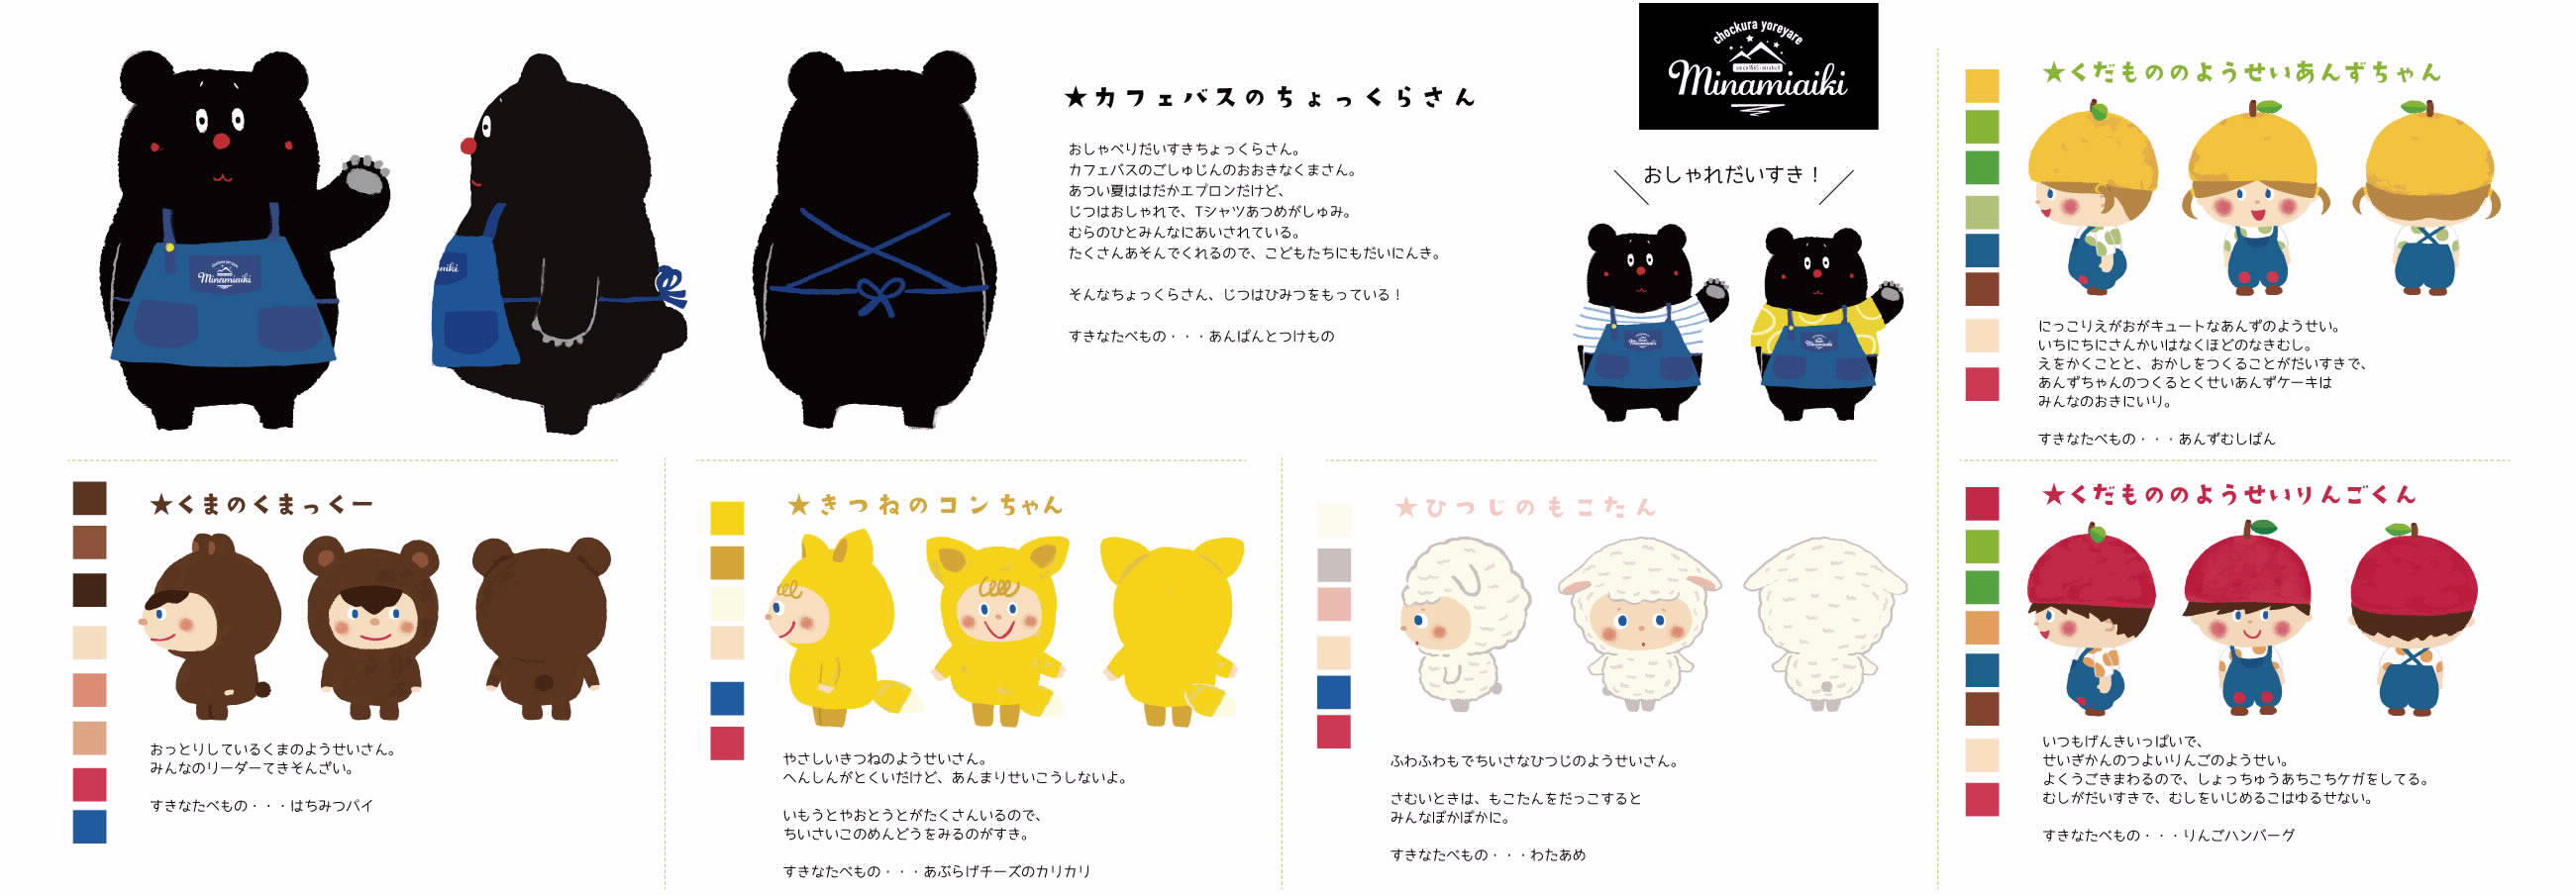 ★カフェバスのちょっくらさん
おしゃべりだいすきちょっくらさん。
カフェバスのごしゅじんのおおきなくまさん。
あつい夏ははだかエプロンだけど、
じつはおしゃれで、Tシャツあつめがしゅみ。
むらのひとみんなにあいされている。
たくさんあそんでくれるので、こどもたちにもだいにんき。
そんなちょっくらさん、じつはひみつをもっている！
すきなたべもの・・・あんぱんとつけもの
chockura yoreyare
Minamiaiki
おしゃれだいすき！
Minamiaiki
★くだもののようせいあんずちゃん
にっこりえがおがキュートなあんずのようせい。
いちにちにさんかいはなくほどのなきむし。
えをかくことと、おかしをつくることがだいすきで、
あんずちゃんのつくるとくせいあんずケーキは
みんなのおきにいり。
すきなたべもの・・・あんずむしぱん
★くまのくまっくー
おっとりしているくまのようせいさん。
みんなのリーダーてきそんざい。
すきなたべもの・・・はちみつパイ
★きつねのコンちゃん
やさしいきつねのようせいさん。
へんしんがとくいだけど、あんまりせいこうしないよ。
いもうとやおとうとがたくさんいるので、
ちいさいこのめんどうをみるのがすき。
すきなたべもの・・・あぶらげチーズのカリカリ
★ひつじのもこたん
ふわふわもでちいさなひつじのようせいさん。
さむいときは、もこたんをだっこすると
みんなぽかぽかに。
すきなたべもの・・・わたあめ
★くだもののようせいりんごくん
いつもげんきいっぱいで、
せいぎかんのつよいりんごのようせい。
よくうごきまわるので、しょっちゅうあちこちケガをしてる。
むしがだいすきで、むしをいじめるこはゆるせない。
すきなたべもの・・・りんごハンバーグ